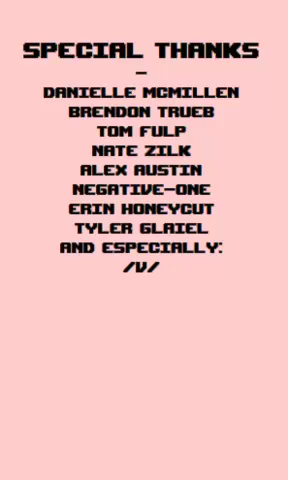 SPECIAL THANKS
-
DANIELLE MCMILLEN
BRENDON TRUEB
TOM FULP
NATE ZILK
ALEX AUSTIN
NEGATIVE-ONE
ERIN HONEYCUT
TYLER GLAIEL
AND ESPECIALLY:
/V/